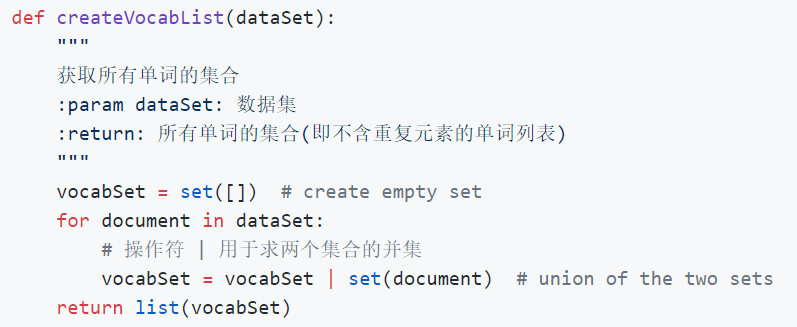 def createVocabList(dataSet):
    """
    获取所有单词的集合
    :param dataSet: 数据集
    :return: 所有单词的集合(即不含重复元素的单词列表)
    """
    vocabSet = set([])  # create empty set
    for document in dataSet:
        # 操作符 | 用于求两个集合的并集
        vocabSet = vocabSet | set(document)  # union of the two sets
    return list(vocabSet)